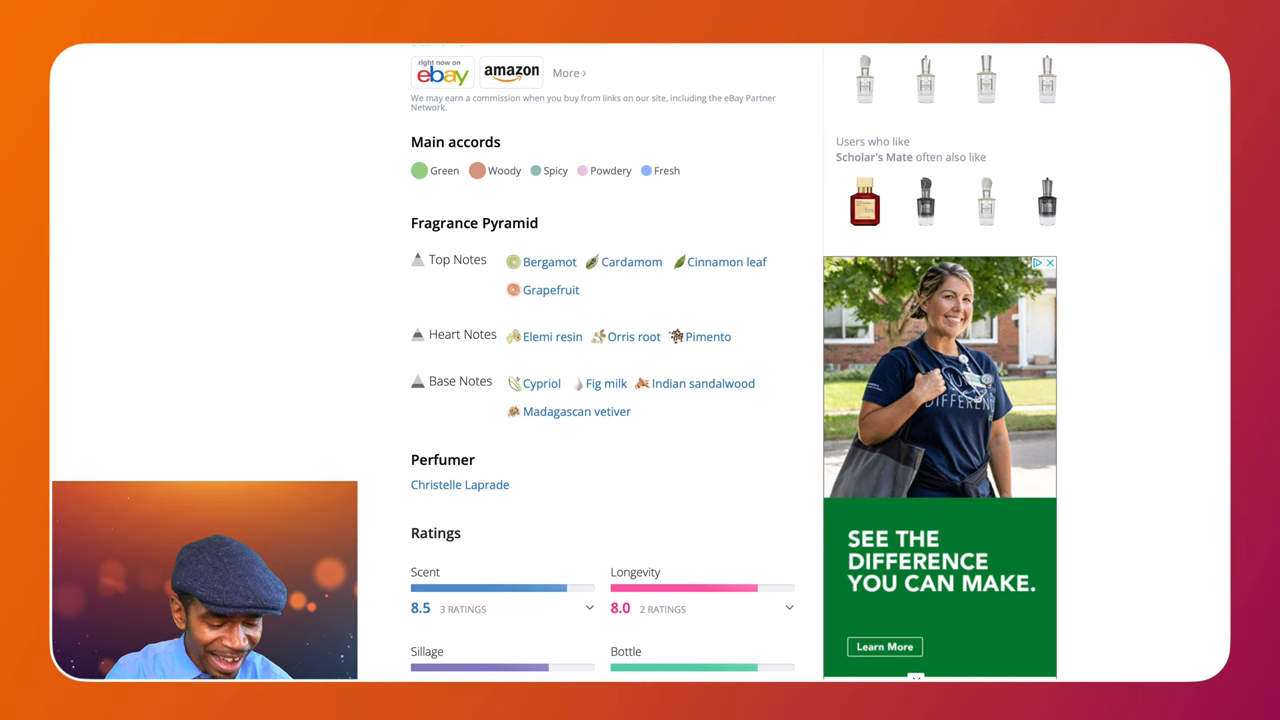 right now on
ebay
amazon
More ›
We may earn a commission when you buy from links on our site, including the eBay Partner
Network.
Main accords
Green Woody Spicy Powdery Fresh
Fragrance Pyramid
Top Notes
Bergamot Cardamom Cinnamon leaf
Grapefruit
Heart Notes
Elemi resin Orris root Pimento
Base Notes
Cypriol Fig milk Indian sandalwood
Madagascan vetiver
Perfumer
Christelle Laprade
Ratings
Scent
8.5 3 RATINGS
Longevity
8.0 2 RATINGS
Sillage
Bottle
Users who like
Scholar's Mate often also like
DIFFEREN
SEE THE
DIFFERENCE
YOU CAN MAKE.
Learn More